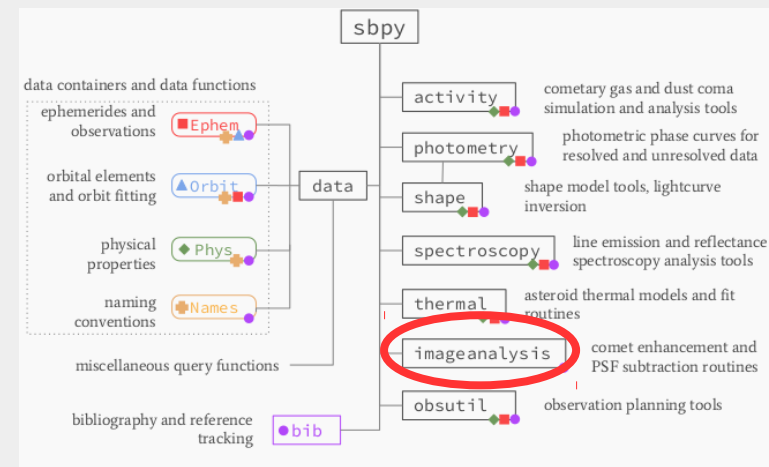 sbpy
data containers and data functions
ephemerides and
observations
Ephem
orbital elements
and orbit fitting
Orbit
physical
properties
Phys
naming
conventions
Names
data
miscellaneous query functions
bibliography and reference
tracking
bib
activity
cometary gas and dust coma
simulation and analysis tools
photometry
photometric phase curves for
resolved and unresolved data
shape
shape model tools, lightcurve
inversion
spectroscopy
line emission and reflectance
spectroscopy analysis tools
thermal
asteroid thermal models and fit
routines
imageanalysis
comet enhancement and
PSF subtraction routines
obsutil
observation planning tools